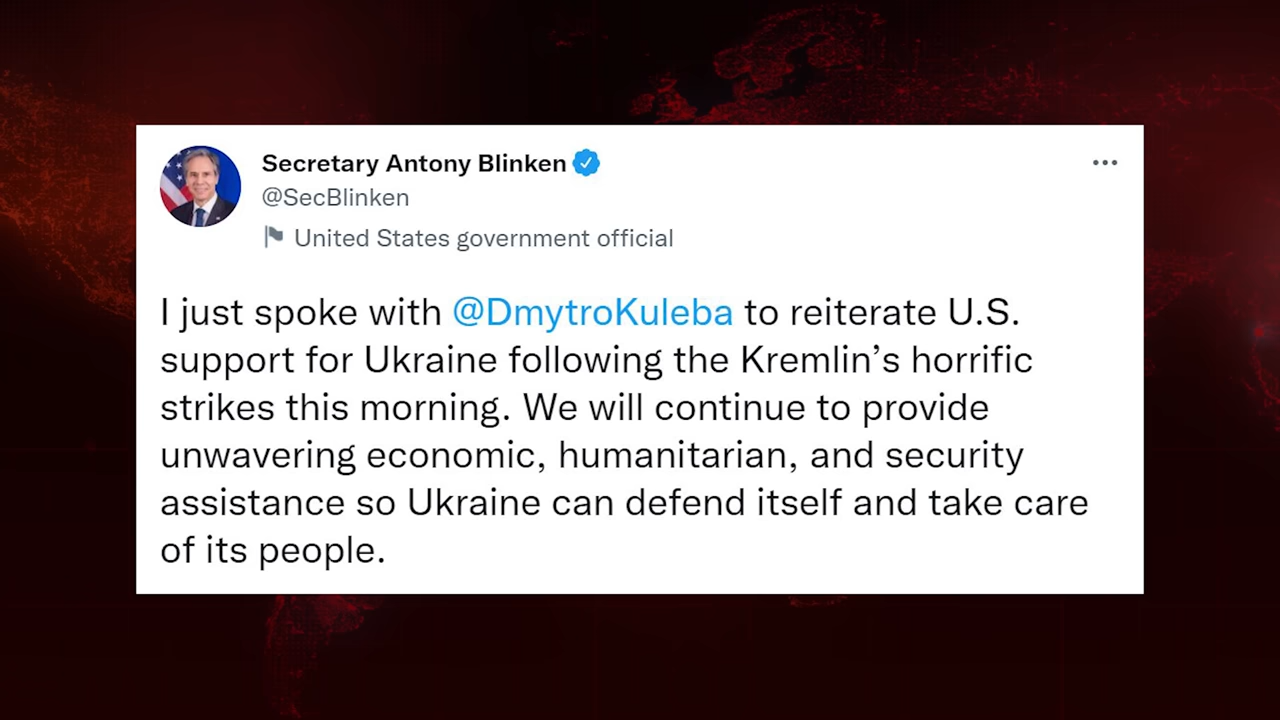 Secretary Antony Blinken
@SecBlinken
United States government official
I just spoke with @DmytroKuleba to reiterate U.S.
support for Ukraine following the Kremlin’s horrific
strikes this morning. We will continue to provide
unwavering economic, humanitarian, and security
assistance so Ukraine can defend itself and take care
of its people.